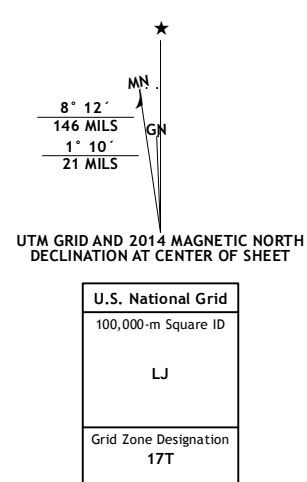 MN
8° 12´
146 MILS
GN
1° 10´
21 MILS
UTM GRID AND 2014 MAGNETIC NORTH
DECLINATION AT CENTER OF SHEET
U.S. National Grid
100,000-m Square ID
LJ
Grid Zone Designation
17T